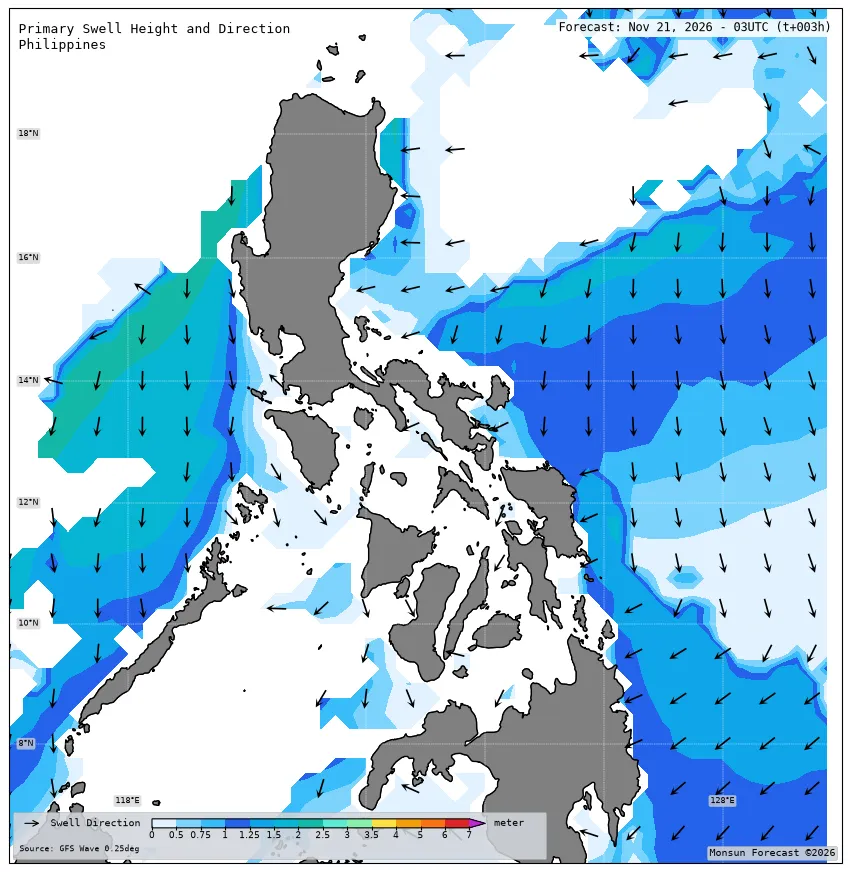 Primary Swell Height and Direction
Philippines
Forecast: Nov 21, 2026 - 03UTC (t+003h)
18°N
16°N
14°N
12°N
10°N
8°N
118°E
128°E
Swell Direction
meter
0 0.5 0.75 1 1.25 1.5 2 2.5 3 3.5 4 5 6 7
Source: GFS Wave 0.25deg
Monsun Forecast ©2026